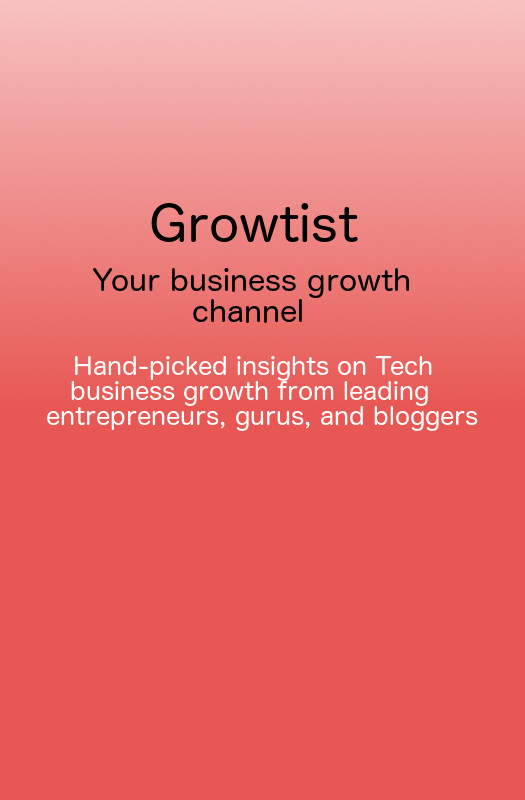 Growtist
Your business growth
channel
Hand-picked insights on Tech
business growth from leading
entrepreneurs, gurus, and bloggers